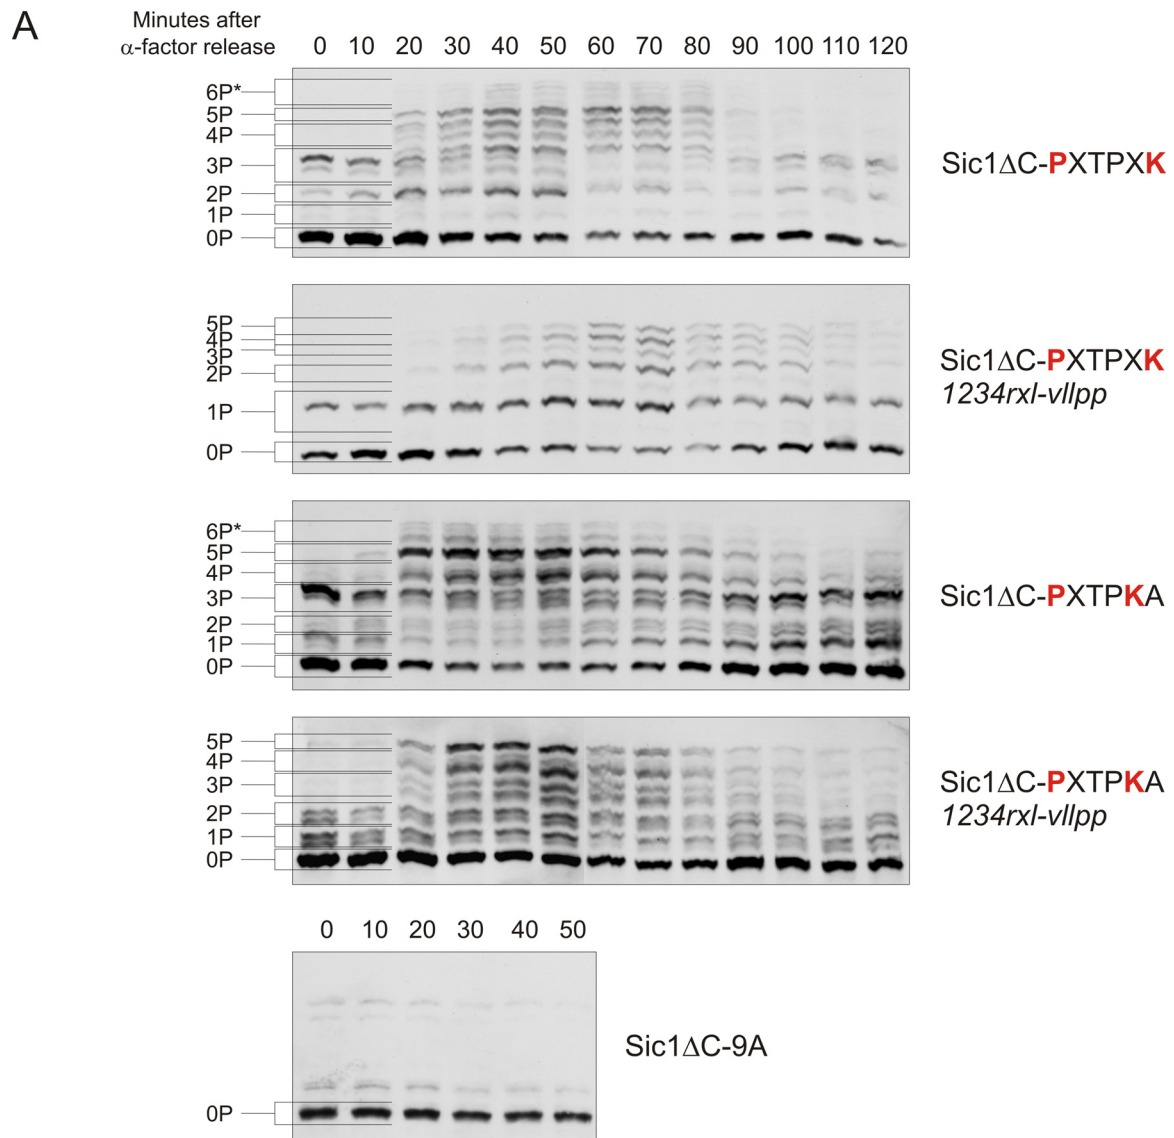 A
Minutes after
α-factor release
0 10 20 30 40 50 60 70 80 90 100 110 120
6P*
5P
4P
3P
2P
1P
0P
Sic1ΔC-PXTPXK
5P
4P
3P
2P
1P
0P
Sic1ΔC-PXTPXK
1234rxl-vllpp
6P*
5P
4P
3P
2P
1P
0P
Sic1ΔC-PXTPKA
5P
4P
3P
2P
1P
0P
Sic1ΔC-PXTPKA
1234rxl-vllpp
0 10 20 30 40 50
Sic1ΔC-9A
0P